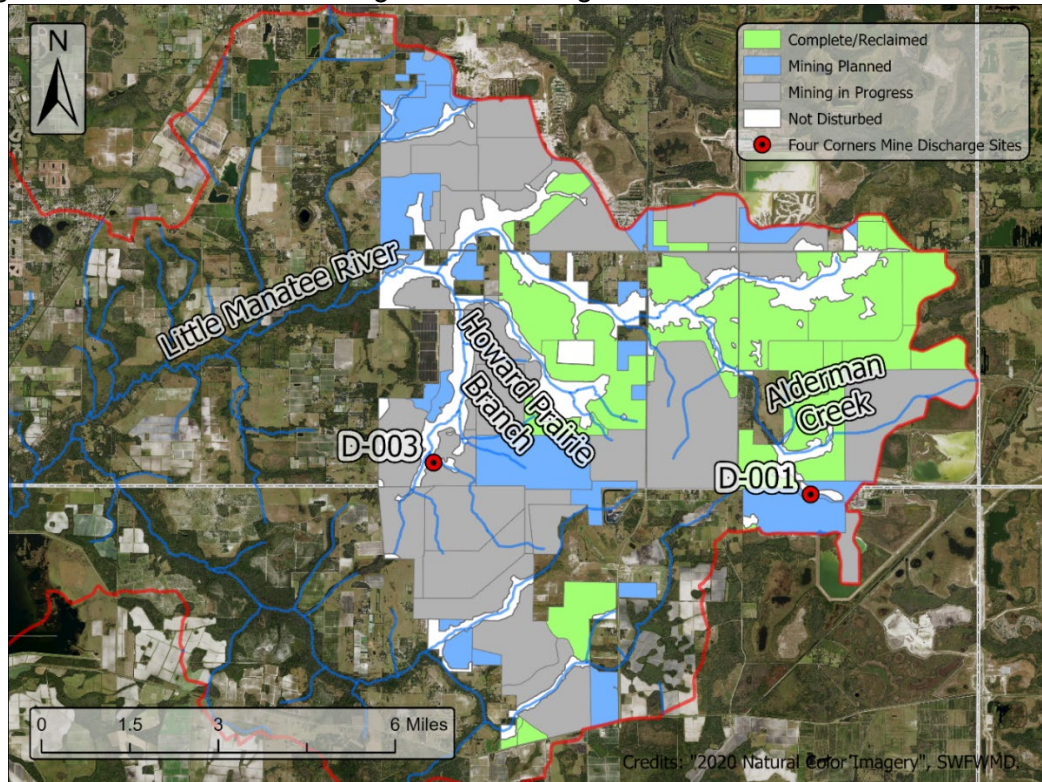 N
Complete/Reclaimed
Mining Planned
Mining in Progress
Not Disturbed
Four Corners Mine Discharge Sites
Little Manatee River
Howard Prairie
Branch
Alderman
Creek
D-003
D-001
0 1.5 3 6 Miles
Credits: "2020 Natural Color Imagery", SWFWMD.